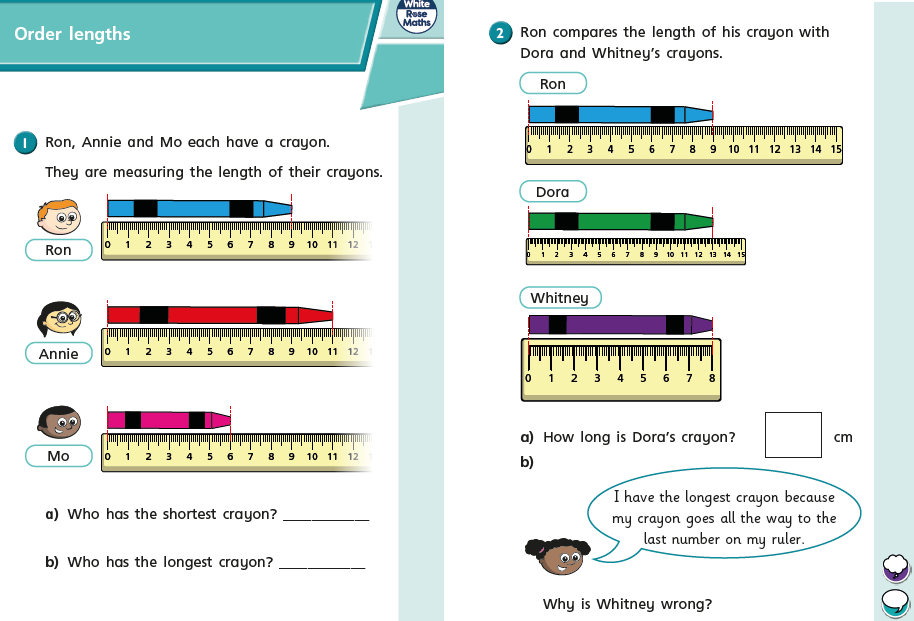 Order lengths
White
Rose
Maths
1 Ron, Annie and Mo each have a crayon.
They are measuring the length of their crayons.
Ron
0 1 2 3 4 5 6 7 8 9 10 11 12
Annie
0 1 2 3 4 5 6 7 8 9 10 11 12
Mo
0 1 2 3 4 5 6 7 8 9 10 11 12
a) Who has the shortest crayon? ___________
b) Who has the longest crayon? ___________
2 Ron compares the length of his crayon with
Dora and Whitney's crayons.
Ron
0 1 2 3 4 5 6 7 8 9 10 11 12 13 14 15
Dora
0 1 2 3 4 5 6 7 8 9 10 11 12 13 14 15
Whitney
0 1 2 3 4 5 6 7 8
a) How long is Dora's crayon? cm
b)
I have the longest crayon because
my crayon goes all the way to the
last number on my ruler.
Why is Whitney wrong?